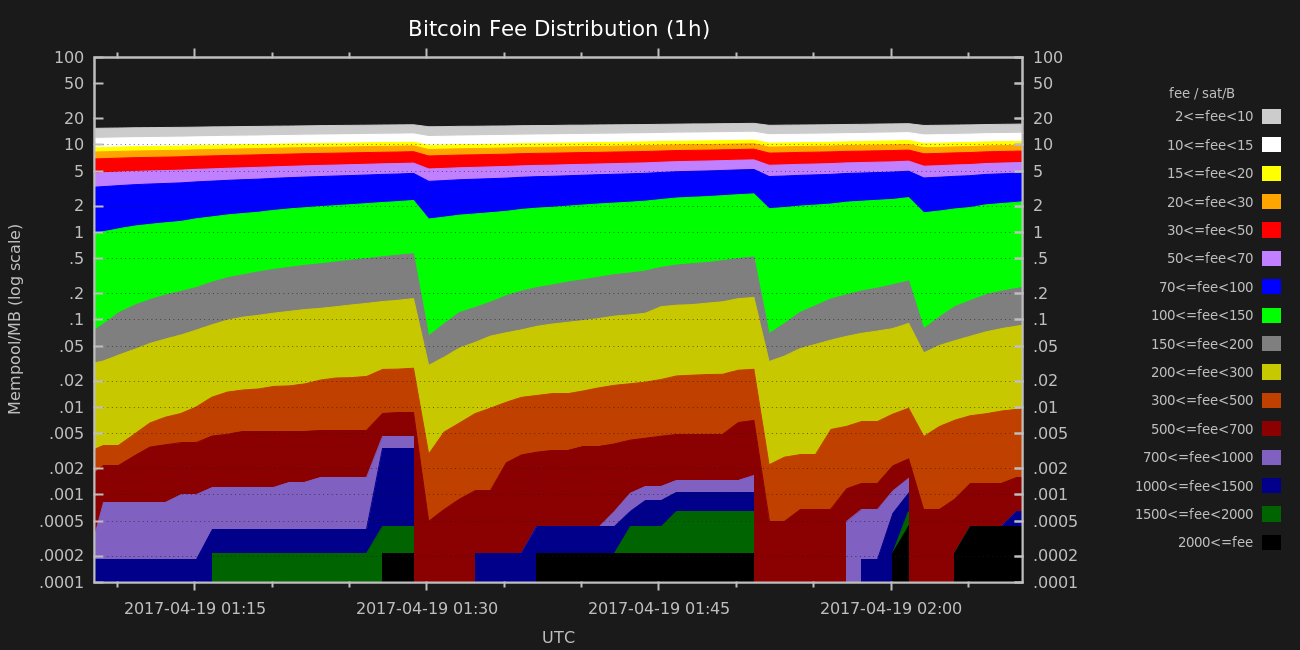 Bitcoin Fee Distribution (1h)
Mempool/MB (log scale)
100
50
20
10
5
2
1
.5
.2
.1
.05
.02
.01
.005
.002
.001
.0005
.0002
.0001
100
50
20
10
5
2
1
.5
.2
.1
.05
.02
.01
.005
.002
.001
.0005
.0002
.0001
2017-04-19 01:15
2017-04-19 01:30
2017-04-19 01:45
2017-04-19 02:00
UTC
fee / sat/B
2<=fee<10
10<=fee<15
15<=fee<20
20<=fee<30
30<=fee<50
50<=fee<70
70<=fee<100
100<=fee<150
150<=fee<200
200<=fee<300
300<=fee<500
500<=fee<700
700<=fee<1000
1000<=fee<1500
1500<=fee<2000
2000<=fee